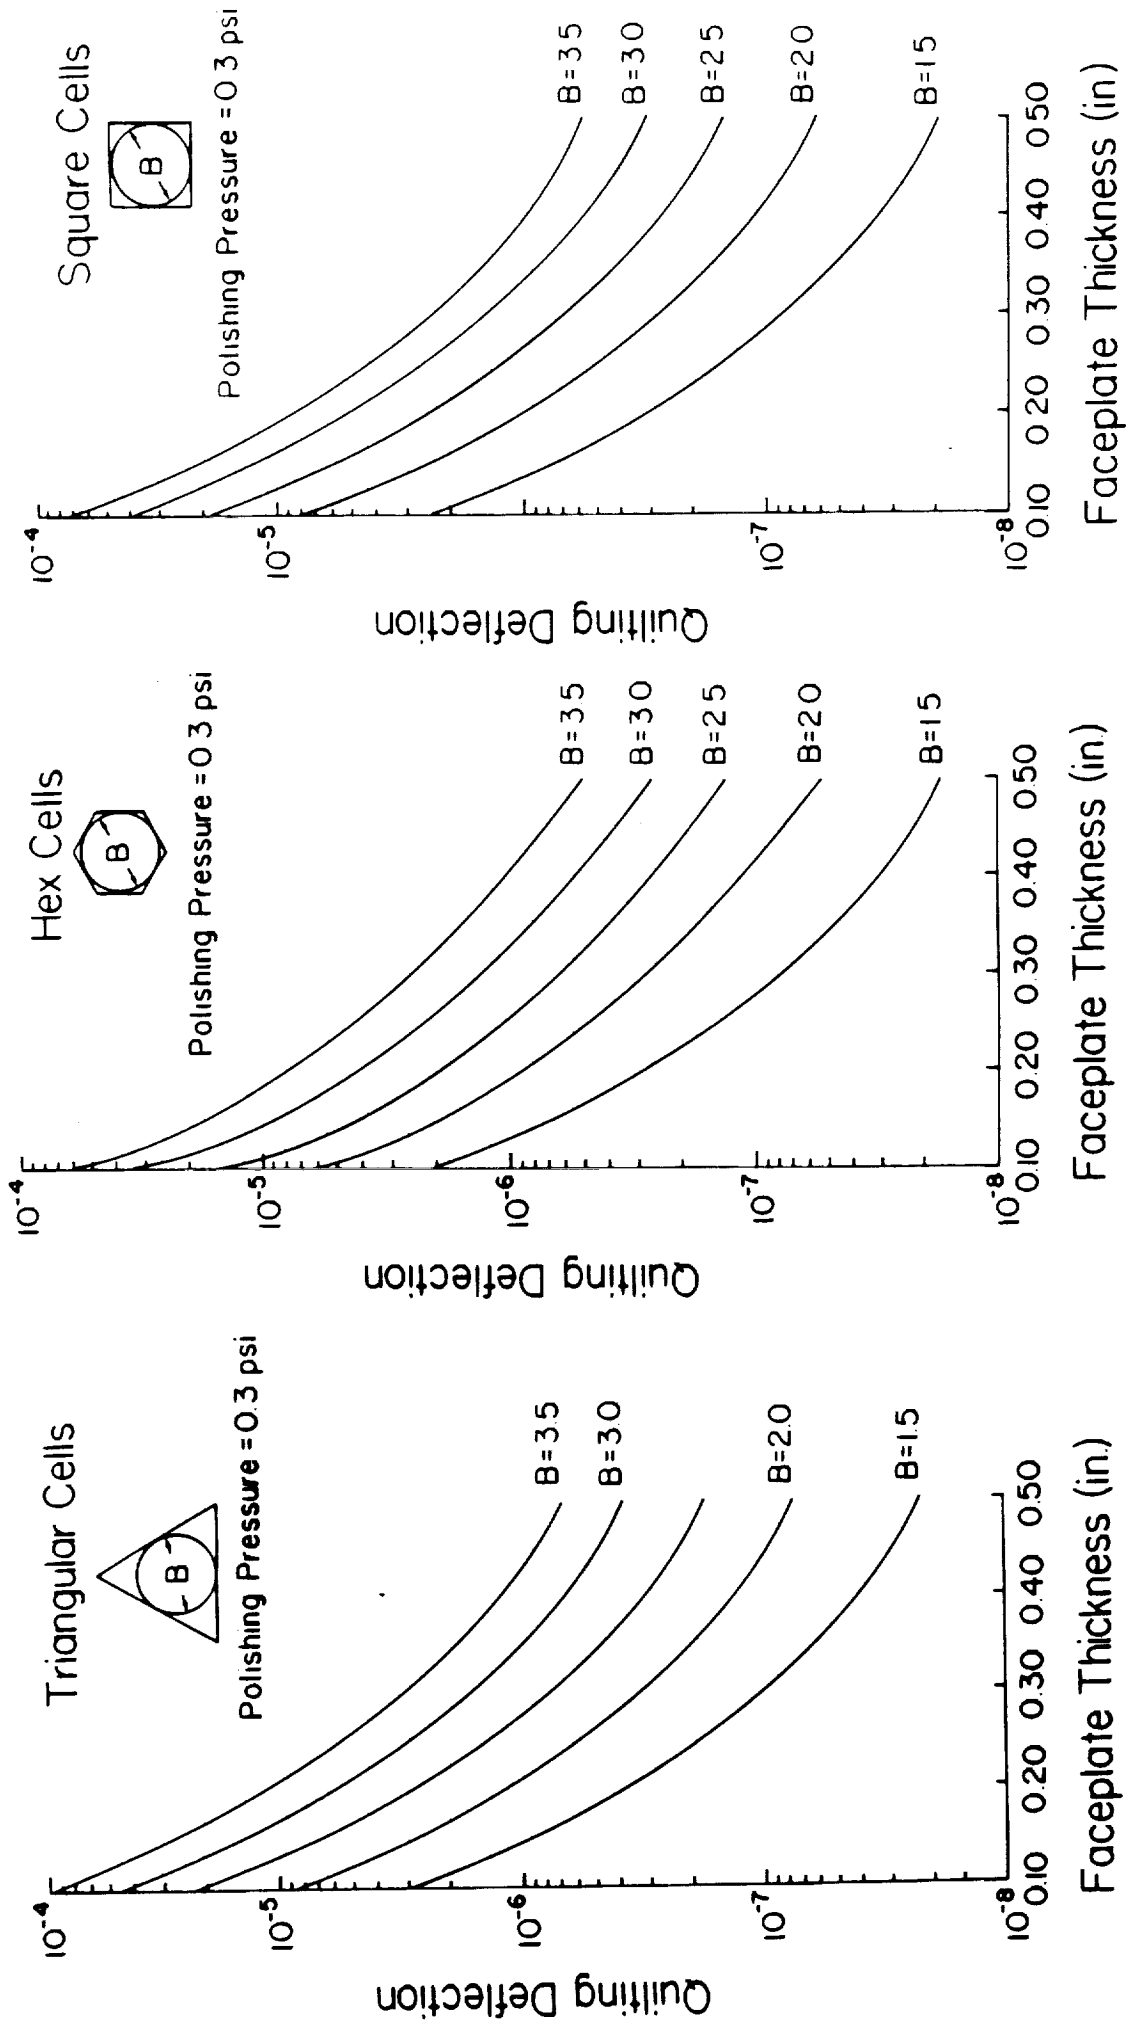 Triangular Cells
B
Polishing Pressure = 0.3 psi
Quilting Deflection
10-4
10-5
10-6
10-7
10-8
B=3.5
B=3.0
B=2.0
B=1.5
0.10 0.20 0.30 0.40 0.50
Faceplate Thickness (in.)
Hex Cells
B
Polishing Pressure = 0 3 psi
Quilting Deflection
10-4
10-5
10-6
10-7
10-8
B=3 5
B=3 0
B=2 5
B=2 0
B=1 5
0.10 0.20 0.30 0.40 0.50
Faceplate Thickness (in.)
Square Cells
B
Polishing Pressure = 0 3 psi
Quilting Deflection
10-4
10-5
10-7
10-8
B=3 5
B=3 0
B=2 5
B=2 0
B=1 5
0.10 0 20 0.30 0.40 0.50
Faceplate Thickness (in)